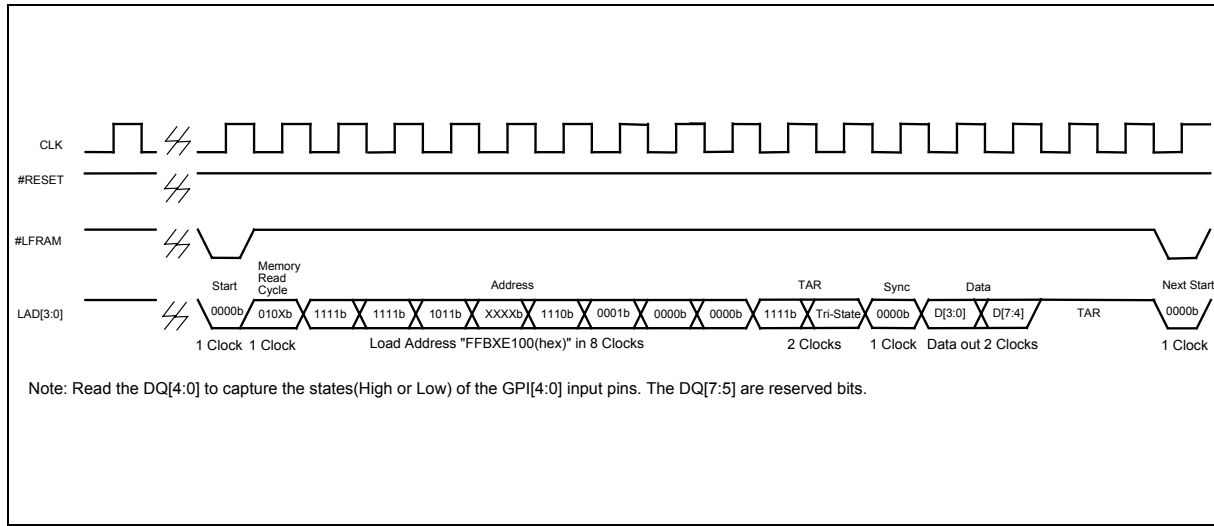 CLK
#RESET
#LFRAM
Memory
Read
Cycle
Start
Address
TAR
Sync
Data
Next Start
LAD[3:0]
0000b
010Xb
1111b
1111b
1011b
XXXXb
1110b
0001b
0000b
0000b
1111b
Tri-State
0000b
D[3:0]
D[7:4]
TAR
0000b
1 Clock
1 Clock
Load Address "FFBXE100(hex)" in 8 Clocks
2 Clocks
1 Clock
Data out 2 Clocks
1 Clock
Note: Read the DQ[4:0] to capture the states(High or Low) of the GPI[4:0] input pins. The DQ[7:5] are reserved bits.